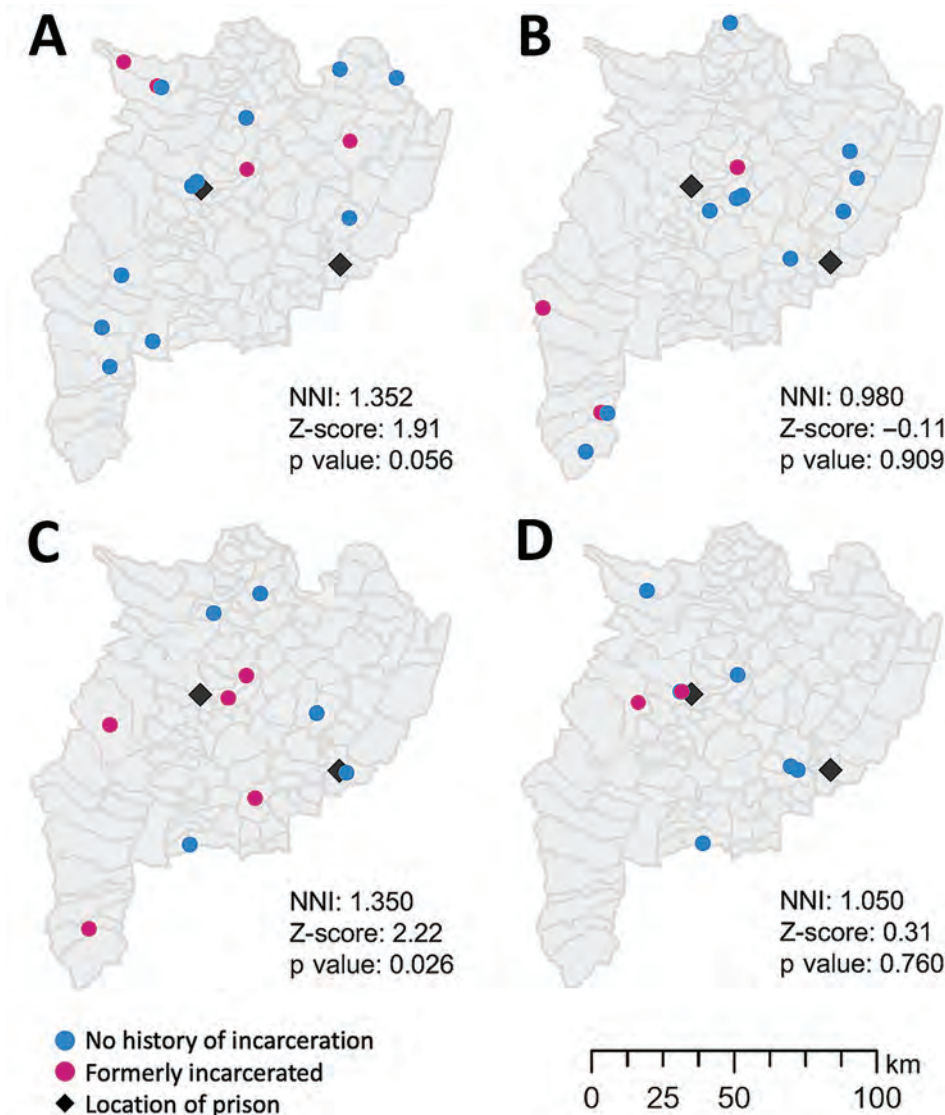 A
B
NNI: 1.352
Z-score: 1.91
p value: 0.056
NNI: 0.980
Z-score: −0.11
p value: 0.909
C
D
NNI: 1.350
Z-score: 2.22
p value: 0.026
NNI: 1.050
Z-score: 0.31
p value: 0.760
No history of incarceration
Formerly incarcerated
Location of prison
km
0 25 50 100